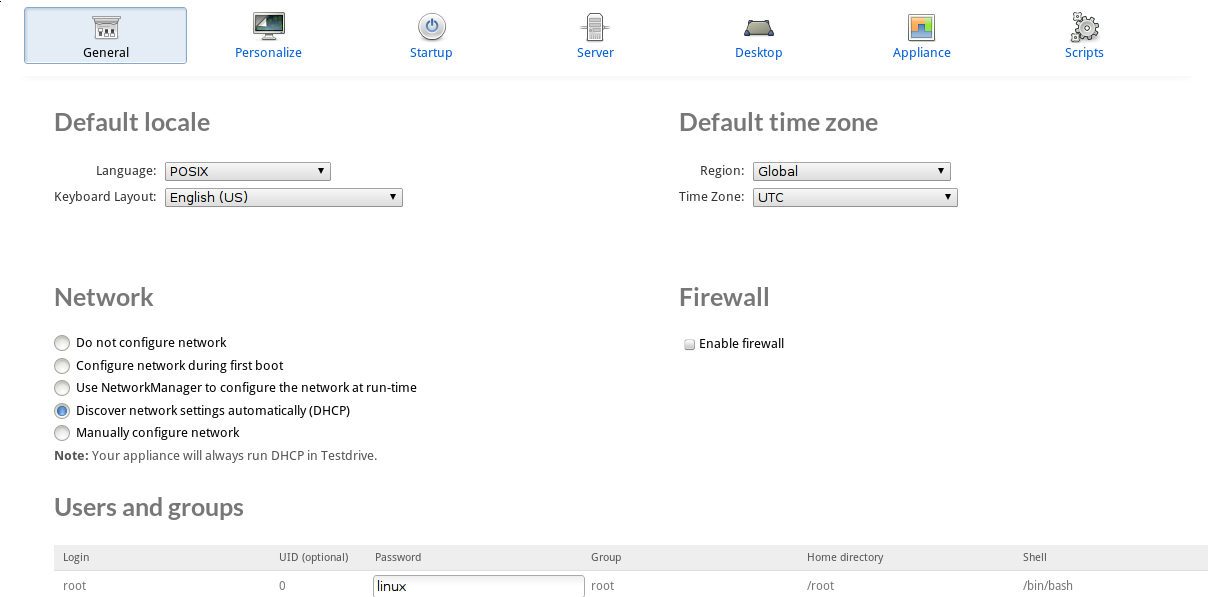 General Personalize Startup Server Desktop Appliance Scripts
Default locale
Language: POSIX
Keyboard Layout: English (US)
Default time zone
Region: Global
Time Zone: UTC
Network
Do not configure network
Configure network during first boot
Use NetworkManager to configure the network at run-time
Discover network settings automatically (DHCP)
Manually configure network
Note: Your appliance will always run DHCP in Testdrive.
Firewall
Enable firewall
Users and groups
Login UID (optional) Password Group Home directory Shell
root 0 linux root /root /bin/bash